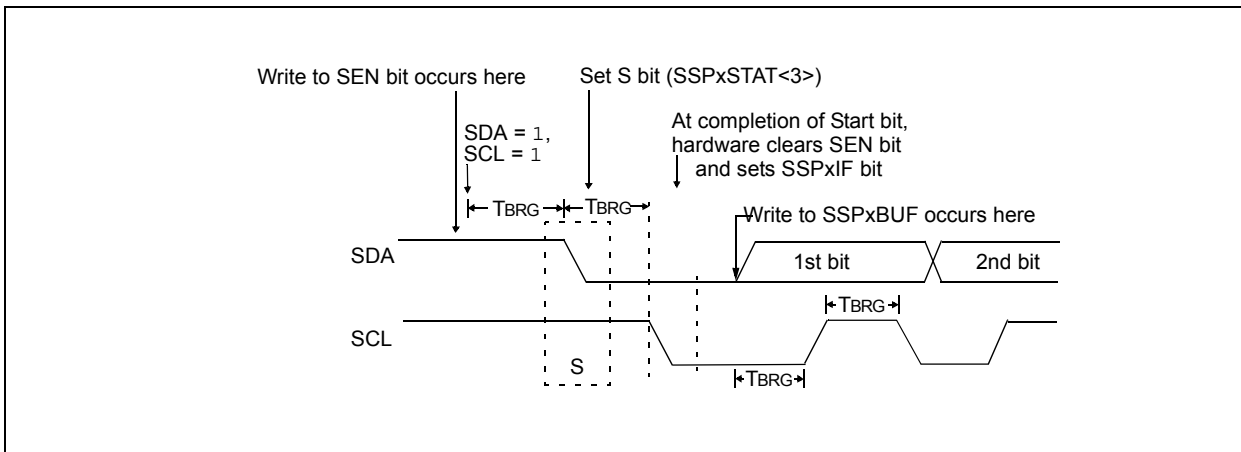 Write to SEN bit occurs here
Set S bit (SSPxSTAT<3>)
SDA = 1,
SCL = 1
At completion of Start bit,
hardware clears SEN bit
and sets SSPxIF bit
TBRG
TBRG
Write to SSPxBUF occurs here
SDA
1st bit
2nd bit
TBRG
SCL
S
TBRG